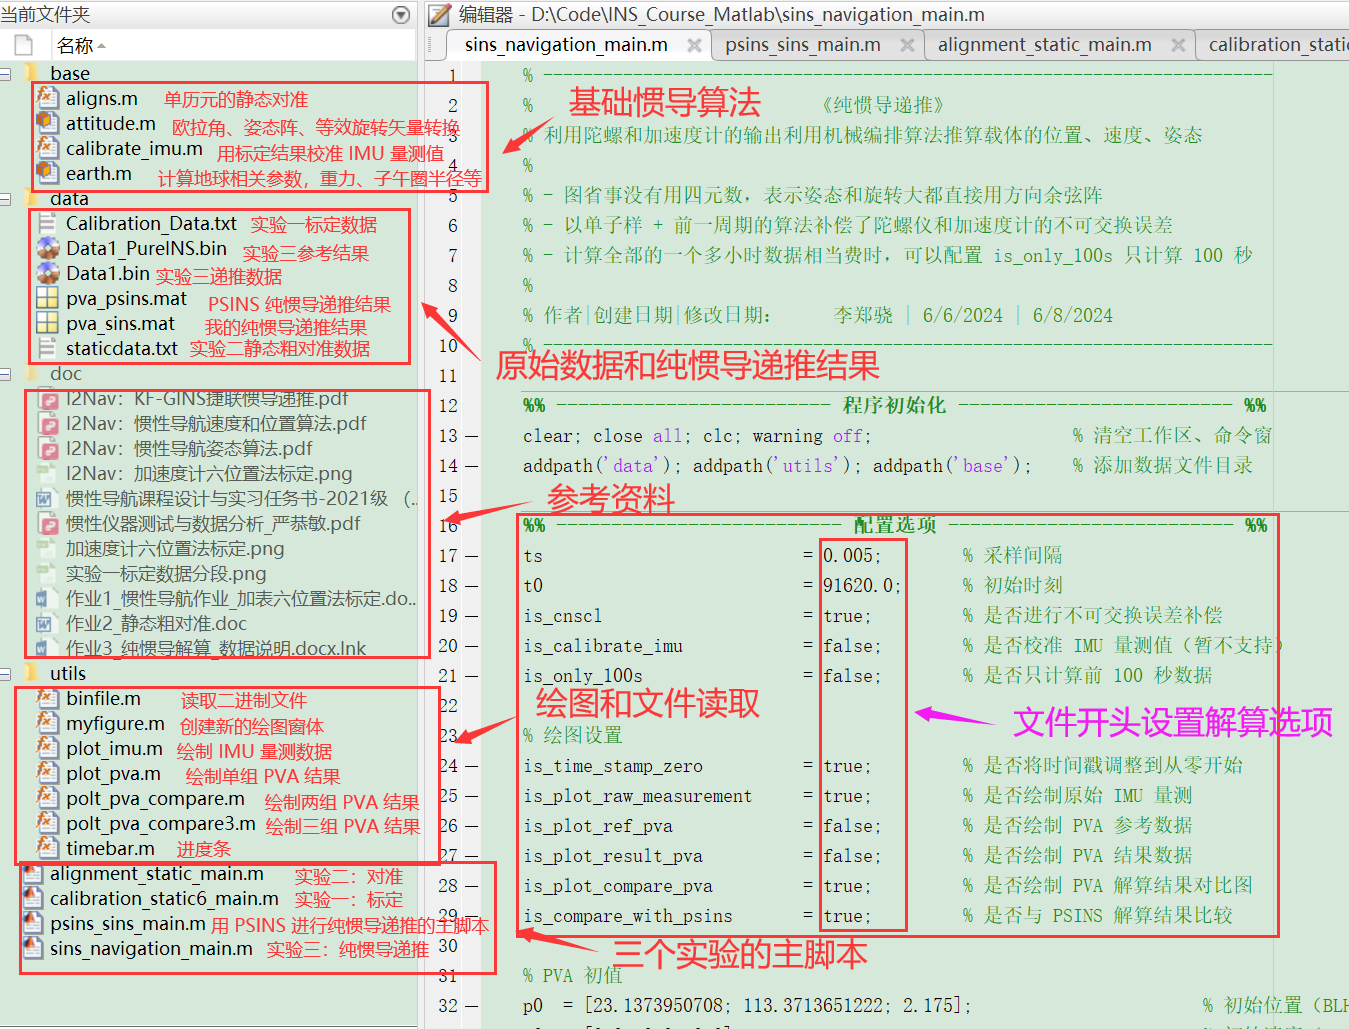 当前文件夹
名称
base
aligns.m 单历元的静态对准
attitude.m 欧拉角、姿态阵、等效旋转矢量转换
calibrate_imu.m 用标定结果校准 IMU 量测值
earth.m 计算地球相关参数，重力、子午圈半径等
data
Calibration_Data.txt 实验一标定数据
Data1_PureINS.bin 实验三参考结果
Data1.bin 实验三递推数据
pva_psins.mat PSINS 纯惯导递推结果
pva_sins.mat 我的纯惯导递推结果
staticdata.txt 实验二静态粗对准数据
doc
I2Nav：KF-GINS捷联惯导递推.pdf
I2Nav：惯性导航速度和位置算法.pdf
I2Nav：惯性导航姿态算法.pdf
I2Nav：加速度计六位置法标定.png
惯性导航课程设计与实习任务书-2021级 （...
惯性仪器测试与数据分析_严恭敏.pdf
加速度计六位置法标定.png
实验一标定数据分段.png
作业1_惯性导航作业_加表六位置法标定.do...
作业2_静态粗对准.doc
作业3_纯惯导解算_数据说明.docx.lnk
utils
binfile.m 读取二进制文件
myfigure.m 创建新的绘图窗体
plot_imu.m 绘制 IMU 量测数据
plot_pva.m 绘制单组 PVA 结果
polt_pva_compare.m 绘制两组 PVA 结果
polt_pva_compare3.m 绘制三组 PVA 结果
timebar.m 进度条
alignment_static_main.m 实验二：对准
calibration_static6_main.m 实验一：标定
psins_sins_main.m 用 PSINS 进行纯惯导递推的主脚本
sins_navigation_main.m 实验三：纯惯导递推
基础惯导算法
原始数据和纯惯导递推结果
参考资料
绘图和文件读取
三个实验的主脚本
文件开头设置解算选项
编辑器 - D:\Code\INS_Course_Matlab\sins_navigation_main.m
sins_navigation_main.m psins_sins_main.m alignment_static_main.m calibration_stati
1 % --------------------------------------------------------------------------
2 % 《纯惯导递推》
3 % 利用陀螺和加速度计的输出利用机械编排算法推算载体的位置、速度、姿态
4 %
5 % - 图省事没有用四元数，表示姿态和旋转大都直接用方向余弦阵
6 % - 以单子样 + 前一周期的算法补偿了陀螺仪和加速度计的不可交换误差
7 % - 计算全部的一个多小时数据相当费时，可以配置 is_only_100s 只计算 100 秒
8 %
9 % 作者|创建日期|修改日期： 李郑骁 | 6/6/2024 | 6/8/2024
10 % --------------------------------------------------------------------------
11
12 %% ---------------------------- 程序初始化 ---------------------------- %%
13 clear; close all; clc; warning off; % 清空工作区、命令窗
14 addpath('data'); addpath('utils'); addpath('base'); % 添加数据文件目录
15
16 %% ----------------------------- 配置选项 ----------------------------- %%
17 ts = 0.005; % 采样间隔
18 t0 = 91620.0; % 初始时刻
19 is_cnscl = true; % 是否进行不可交换误差补偿
20 is_calibrate_imu = false; % 是否校准 IMU 量测值（暂不支持）
21 is_only_100s = false; % 是否只计算前 100 秒数据
22
23 % 绘图设置
24 is_time_stamp_zero = true; % 是否将时间戳调整到从零开始
25 is_plot_raw_measurement = true; % 是否绘制原始 IMU 量测
26 is_plot_ref_pva = false; % 是否绘制 PVA 参考数据
27 is_plot_result_pva = false; % 是否绘制 PVA 结果数据
28 is_plot_compare_pva = true; % 是否绘制 PVA 解算结果对比图
29 is_compare_with_psins = true; % 是否与 PSINS 解算结果比较
30
31 % PVA 初值
32 p0 = [23.1373950708; 113.3713651222; 2.175]; % 初始位置（BLH